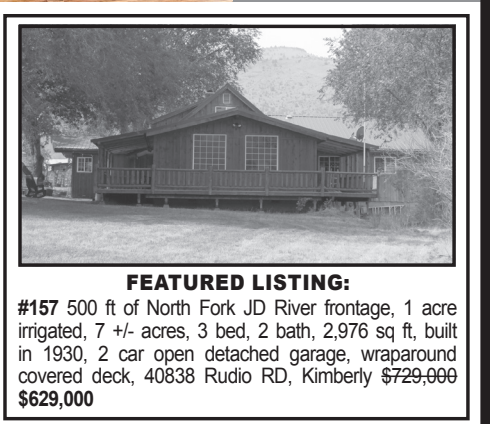 FEATURED LISTING:
#157 500 ft of North Fork JD River frontage, 1 acre
irrigated, 7 +/- acres, 3 bed, 2 bath, 2,976 sq ft, built
in 1930, 2 car open detached garage, wraparound
covered deck, 40838 Rudio RD, Kimberly $729,000
$629,000